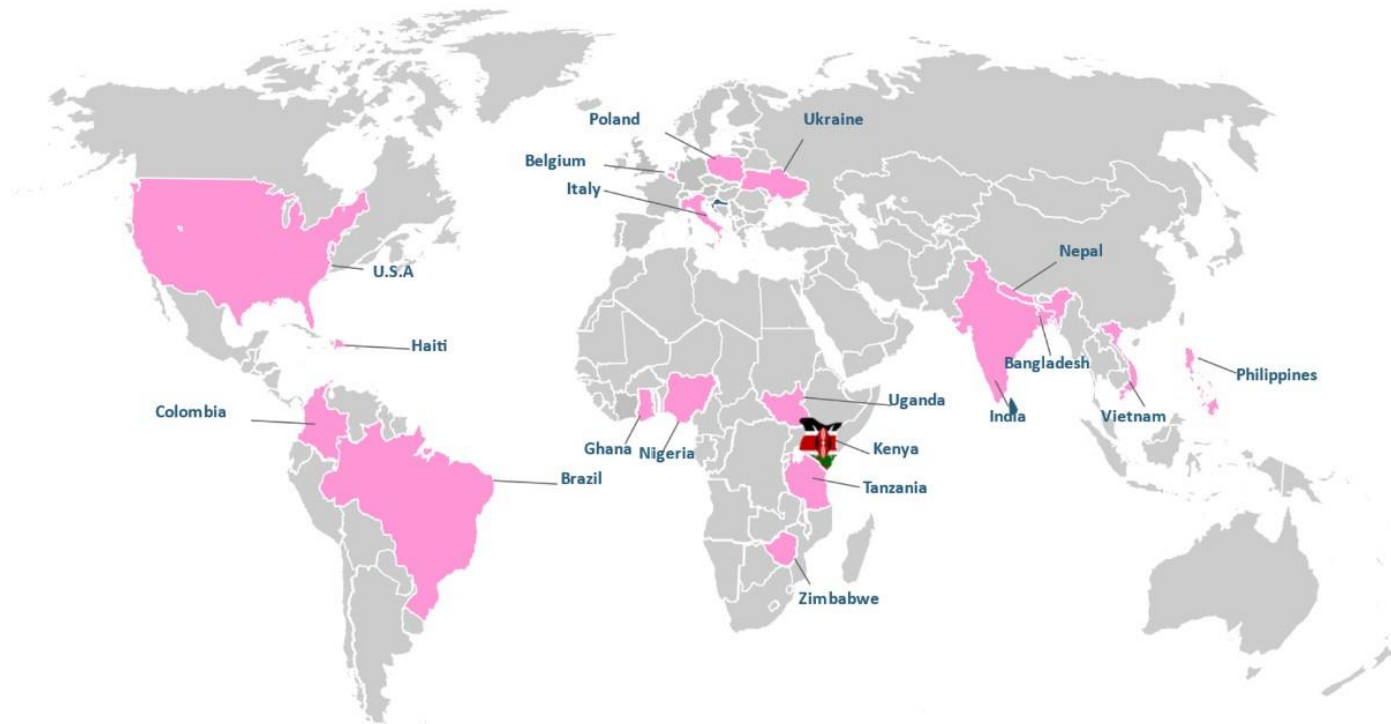 Poland
Ukraine
Belgium
Italy
Nepal
U.S.A
Haiti
Bangladesh
Philippines
Colombia
Uganda
India
Vietnam
Ghana
Nigeria
Kenya
Brazil
Tanzania
Zimbabwe